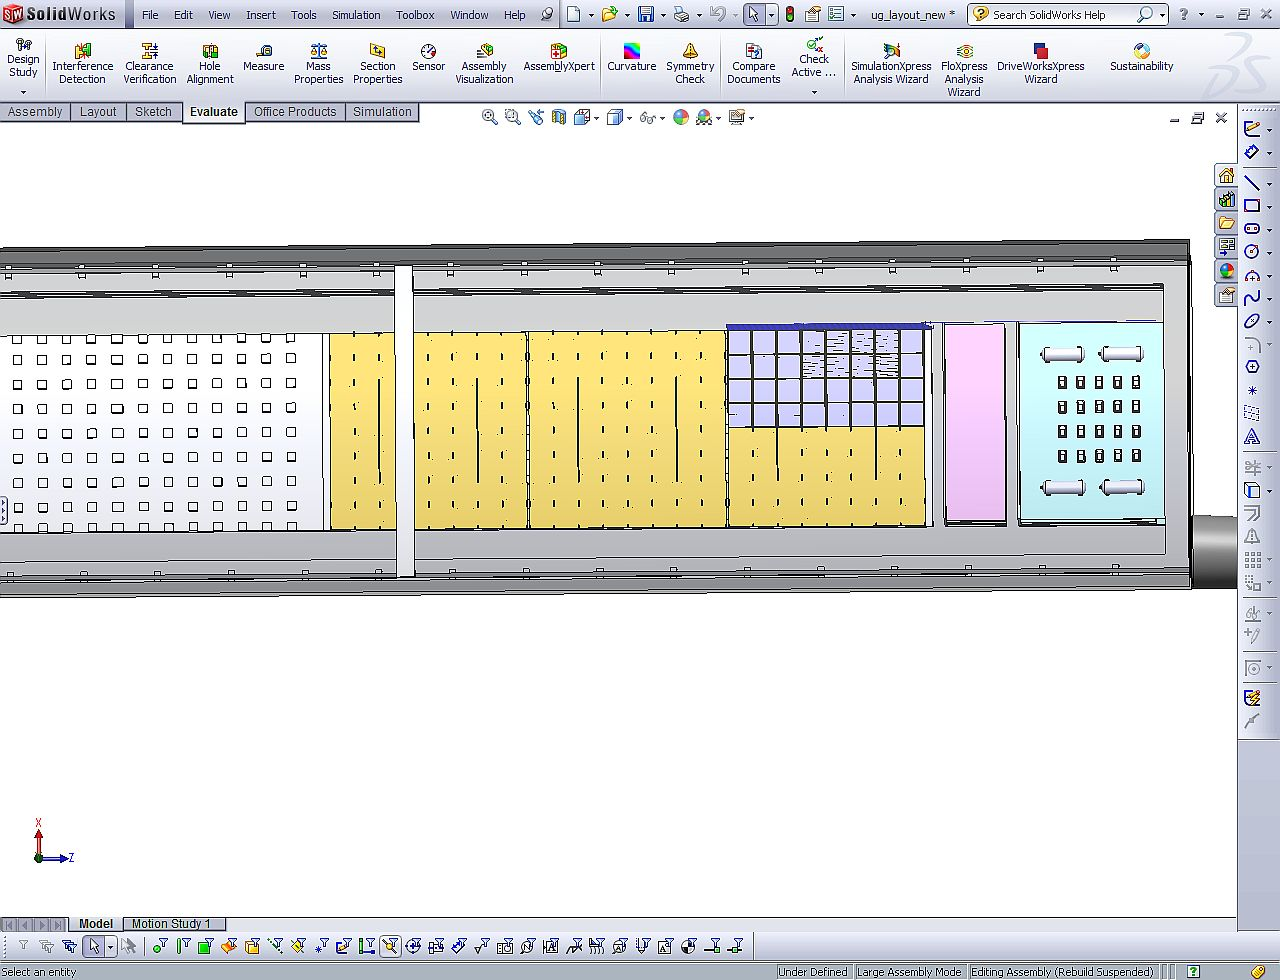 SolidWorks File Edit View Insert Tools Simulation Toolbox Window Help ug_layout_new * Search SolidWorks Help
Design Study
Interference Detection
Clearance Verification
Hole Alignment
Measure
Mass Properties
Section Properties
Sensor
Assembly Visualization
AssemblyXpert
Curvature
Symmetry Check
Compare Documents
Check Active ...
SimulationXpress Analysis Wizard
FloXpress Analysis Wizard
DriveWorksXpress Wizard
Sustainability
Assembly Layout Sketch Evaluate Office Products Simulation
X
Z
Model Motion Study 1
Select an entity Under Defined Large Assembly Mode Editing Assembly (Rebuild Suspended)